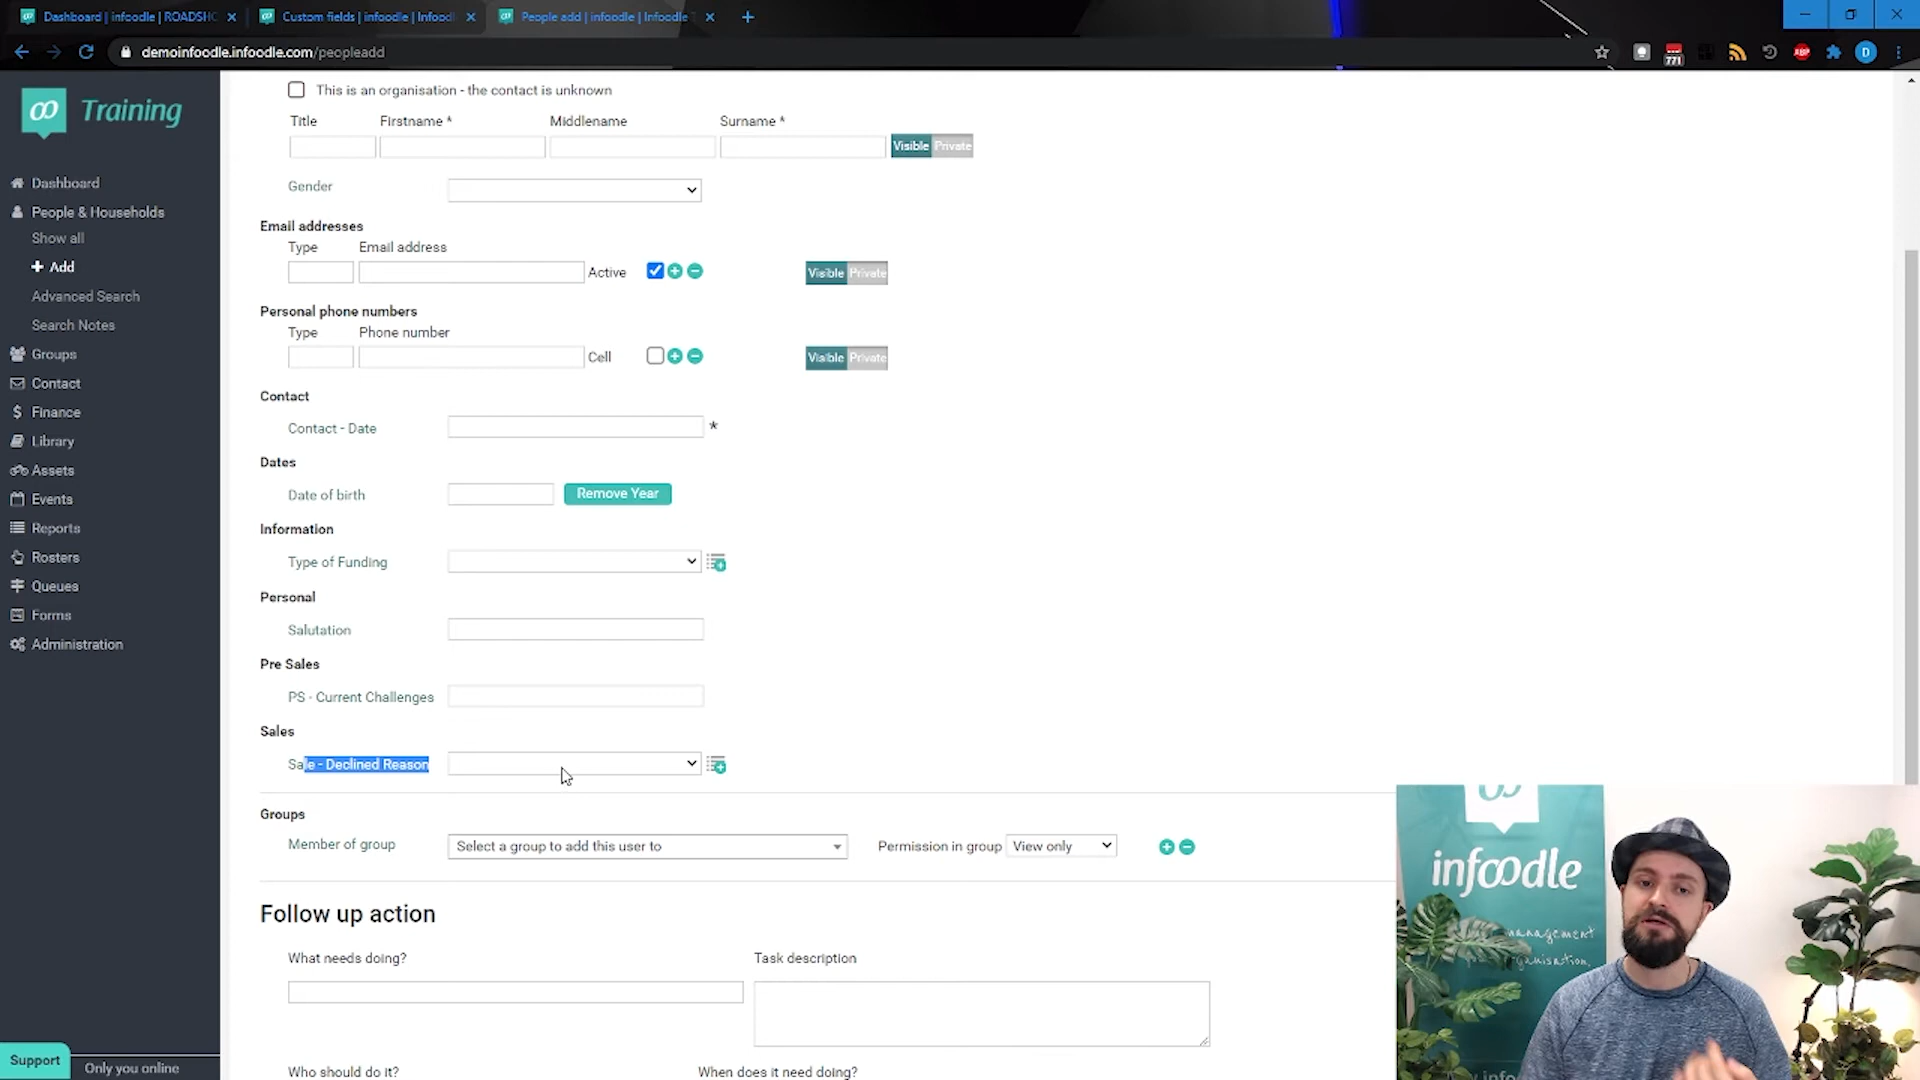 Dashboard | infoodle | ROADSHO
Custom fields | infoodle | Infoodl
People add | infoodle | Infoodle T
demoinfoodle.infoodle.com/peopleadd
771
ABP
D
Training
Dashboard
People & Households
Show all
Add
Advanced Search
Search Notes
Groups
Contact
Finance
Library
Assets
Events
Reports
Rosters
Queues
Forms
Administration
Support
Only you online
This is an organisation - the contact is unknown
Title Firstname * Middlename Surname *
Visible Private
Gender
Email addresses
Type Email address
Active Visible Private
Personal phone numbers
Type Phone number
Cell Visible Private
Contact
Contact - Date *
Dates
Date of birth Remove Year
Information
Type of Funding
Personal
Salutation
Pre Sales
PS - Current Challenges
Sales
Sale - Declined Reason
Groups
Member of group Select a group to add this user to Permission in group View only
Follow up action
What needs doing? Task description
Who should do it? When does it need doing?
infoodle
management